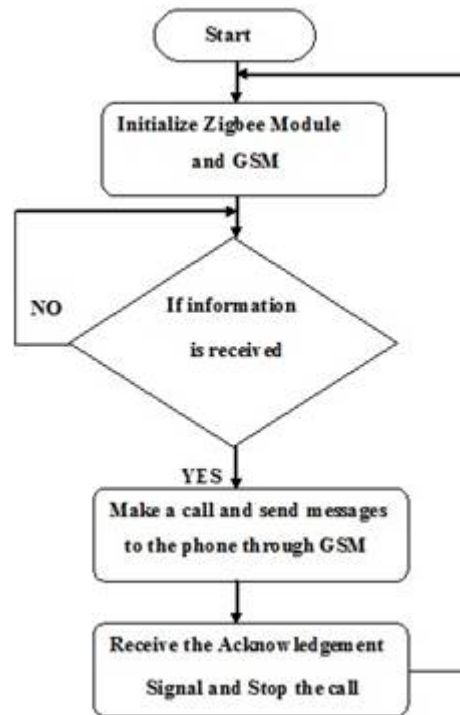 Start
Initialize Zigbee Module
and GSM
If information
is received
NO
YES
Make a call and send messages
to the phone through GSM
Receive the Acknowledgement
Signal and Stop the call